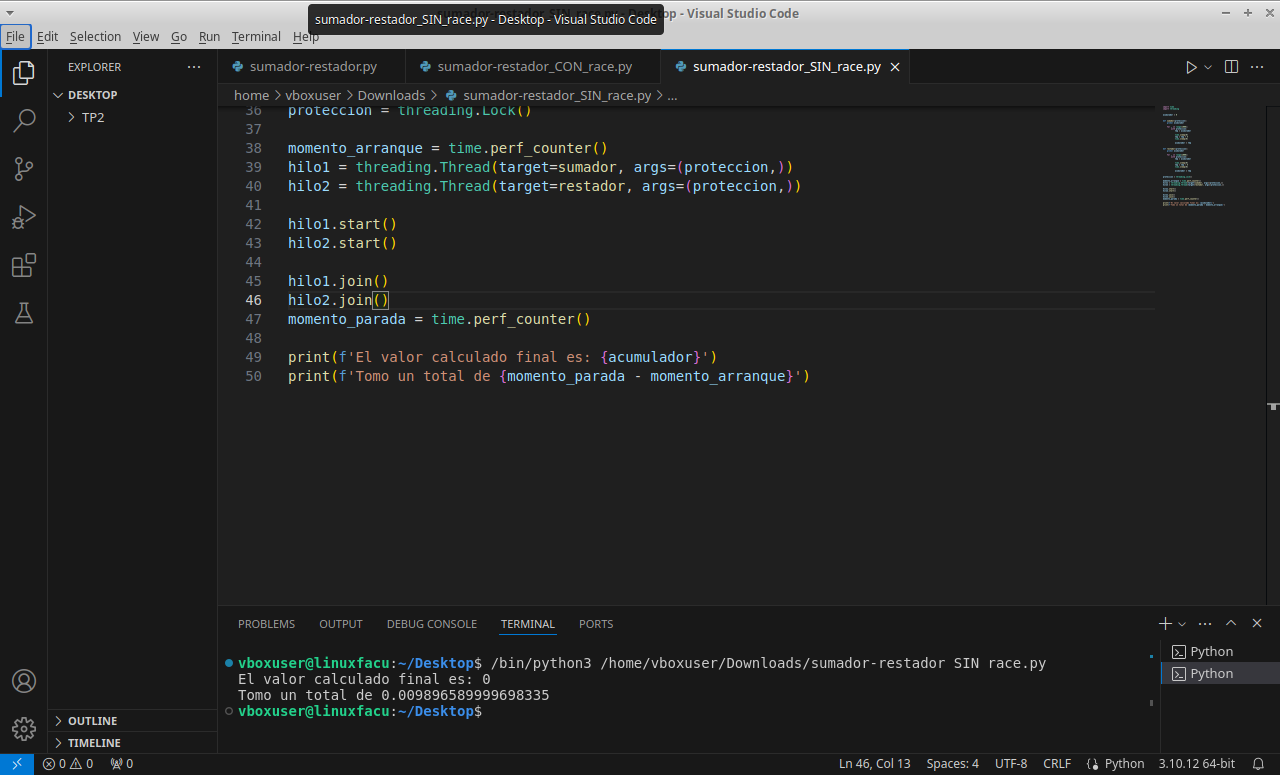 sumador-restador_SIN_race.py - Desktop - Visual Studio Code
sumador-restador_SIN_race.py - Desktop - Visual Studio Code
File Edit Selection View Go Run Terminal Help
EXPLORER
DESKTOP
TP2
OUTLINE
TIMELINE
sumador-restador.py sumador-restador_CON_race.py sumador-restador_SIN_race.py
home > vboxuser > Downloads > sumador-restador_SIN_race.py > ...
36 proteccion = threading.Lock()
37
38 momento_arranque = time.perf_counter()
39 hilo1 = threading.Thread(target=sumador, args=(proteccion,))
40 hilo2 = threading.Thread(target=restador, args=(proteccion,))
41
42 hilo1.start()
43 hilo2.start()
44
45 hilo1.join()
46 hilo2.join()
47 momento_parada = time.perf_counter()
48
49 print(f'El valor calculado final es: {acumulador}')
50 print(f'Tomo un total de {momento_parada - momento_arranque}')
PROBLEMS OUTPUT DEBUG CONSOLE TERMINAL PORTS
vboxuser@linuxfacu:~/Desktop$ /bin/python3 /home/vboxuser/Downloads/sumador-restador SIN race.py
El valor calculado final es: 0
Tomo un total de 0.009896589999698335
vboxuser@linuxfacu:~/Desktop$
Python
Python
0 0 0 Ln 46, Col 13 Spaces: 4 UTF-8 CRLF Python 3.10.12 64-bit